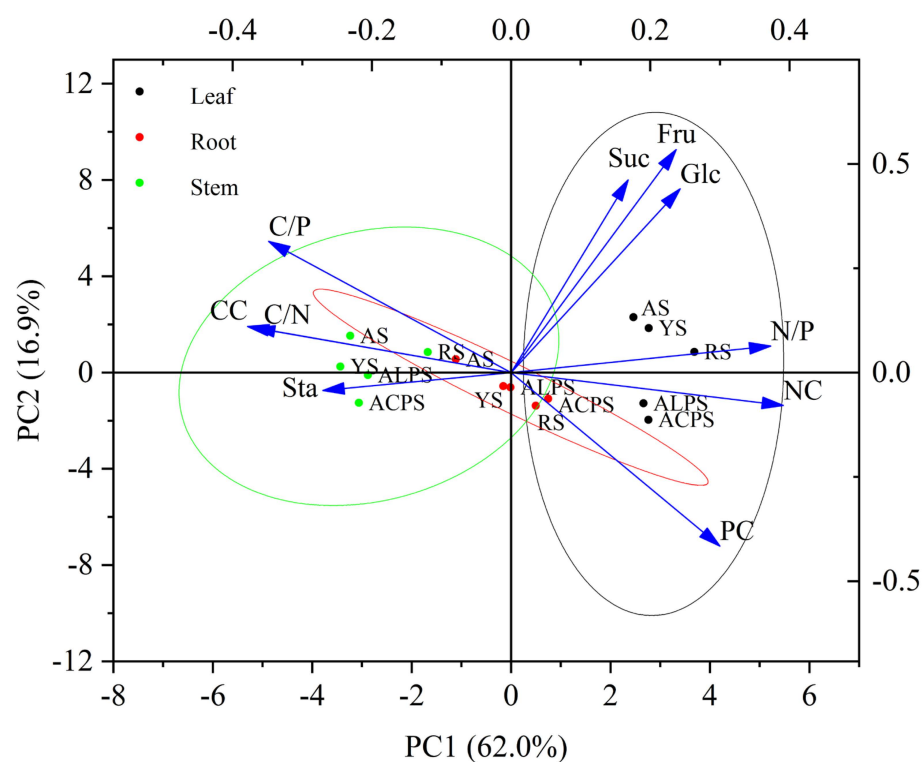 -0.4 -0.2 0.0 0.2 0.4
12
Leaf
Root
Stem
Fru
Suc
Glc
0.5
8
C/P
4
CC C/N
AS
RS
AS
AS
YS
RS
N/P
0
0.0
YS
ALPS
Sta
ACPS
YS
ALPS
ACPS
RS
ALPS
ACPS
NC
-4
PC
-0.5
-8
-12
-8 -6 -4 -2 0 2 4 6
PC1 (62.0%)
PC2 (16.9%)